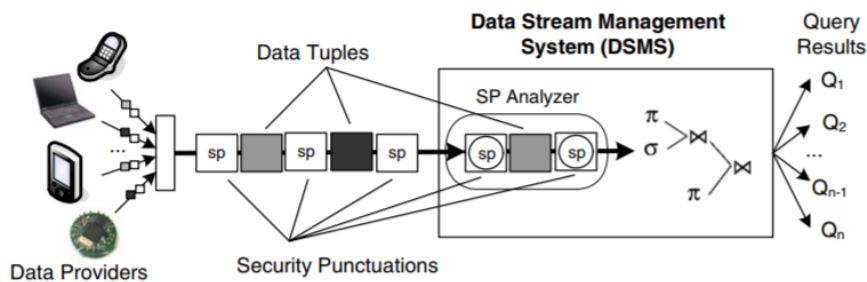 Data Stream Management
System (DSMS)
Query
Results
Data Tuples
SP Analyzer
sp
sp
sp
sp
sp
π
σ
⋈
π
⋈
Q1
Q2
...
Qn-1
Qn
...
Data Providers
Security Punctuations